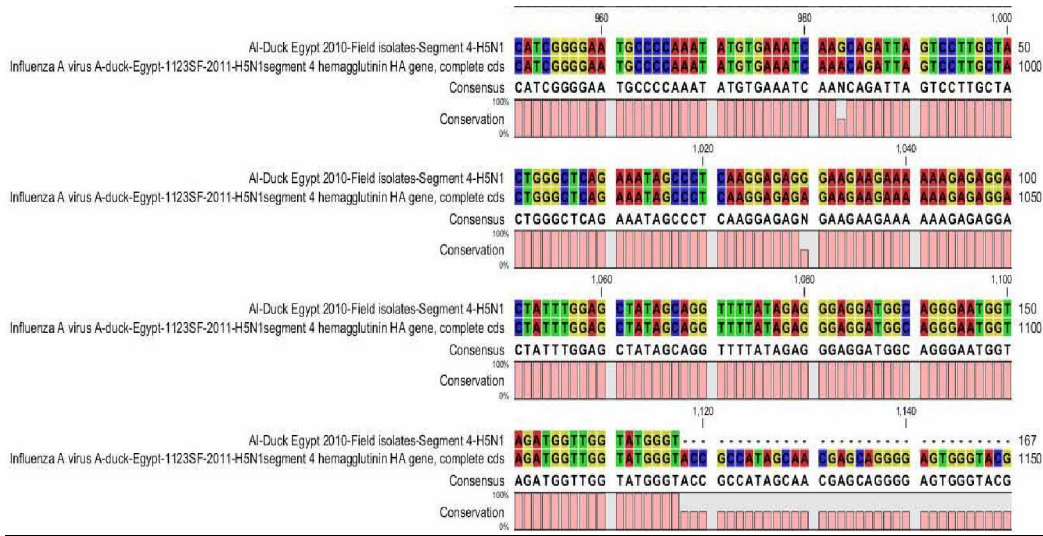 960 980 1,000
AI-Duck Egypt 2010-Field isolates-Segment 4-H5N1 CATCGGGGAA TGCCCCAAAT ATGTGAAATC AAGCAGATTA GTCCTTGCTA 50
Influenza A virus A-duck-Egypt-1123SF-2011-H5N1segment 4 hemagglutinin HA gene, complete cds CATCGGGGAA TGCCCCAAAT ATGTGAAATC AAACAGATTA GTCCTTGCTA 1000
Consensus CATCGGGGAA TGCCCCAAAT ATGTGAAATC AANCAGATTA GTCCTTGCTA
100%
Conservation
0%
1,020 1,040
AI-Duck Egypt 2010-Field isolates-Segment 4-H5N1 CTGGGCTCAG AAATAGCCCT CAAGGAGAGG GAAGAAGAAA AAAGAGAGGA 100
Influenza A virus A-duck-Egypt-1123SF-2011-H5N1segment 4 hemagglutinin HA gene, complete cds CTGGGCTCAG AAATAGCCCT CAAGGAGAGA GAAGAAGAAA AAAGAGAGGA 1050
Consensus CTGGGCTCAG AAATAGCCCT CAAGGAGAGN GAAGAAGAAA AAAGAGAGGA
100%
Conservation
0%
1,060 1,080 1,100
AI-Duck Egypt 2010-Field isolates-Segment 4-H5N1 CTATTTGGAG CTATAGCAGG TTTTATAGAG GGAGGATGGC AGGGAATGGT 150
Influenza A virus A-duck-Egypt-1123SF-2011-H5N1segment 4 hemagglutinin HA gene, complete cds CTATTTGGAG CTATAGCAGG TTTTATAGAG GGAGGATGGC AGGGAATGGT 1100
Consensus CTATTTGGAG CTATAGCAGG TTTTATAGAG GGAGGATGGC AGGGAATGGT
100%
Conservation
0%
1,120 1,140
AI-Duck Egypt 2010-Field isolates-Segment 4-H5N1 AGATGGTTGG TATGGGT--- ---------- ---------- ---------- 167
Influenza A virus A-duck-Egypt-1123SF-2011-H5N1segment 4 hemagglutinin HA gene, complete cds AGATGGTTGG TATGGGTACC GCCATAGCAA CGAGCAGGGG AGTGGGTACG 1150
Consensus AGATGGTTGG TATGGGTACC GCCATAGCAA CGAGCAGGGG AGTGGGTACG
100%
Conservation
0%